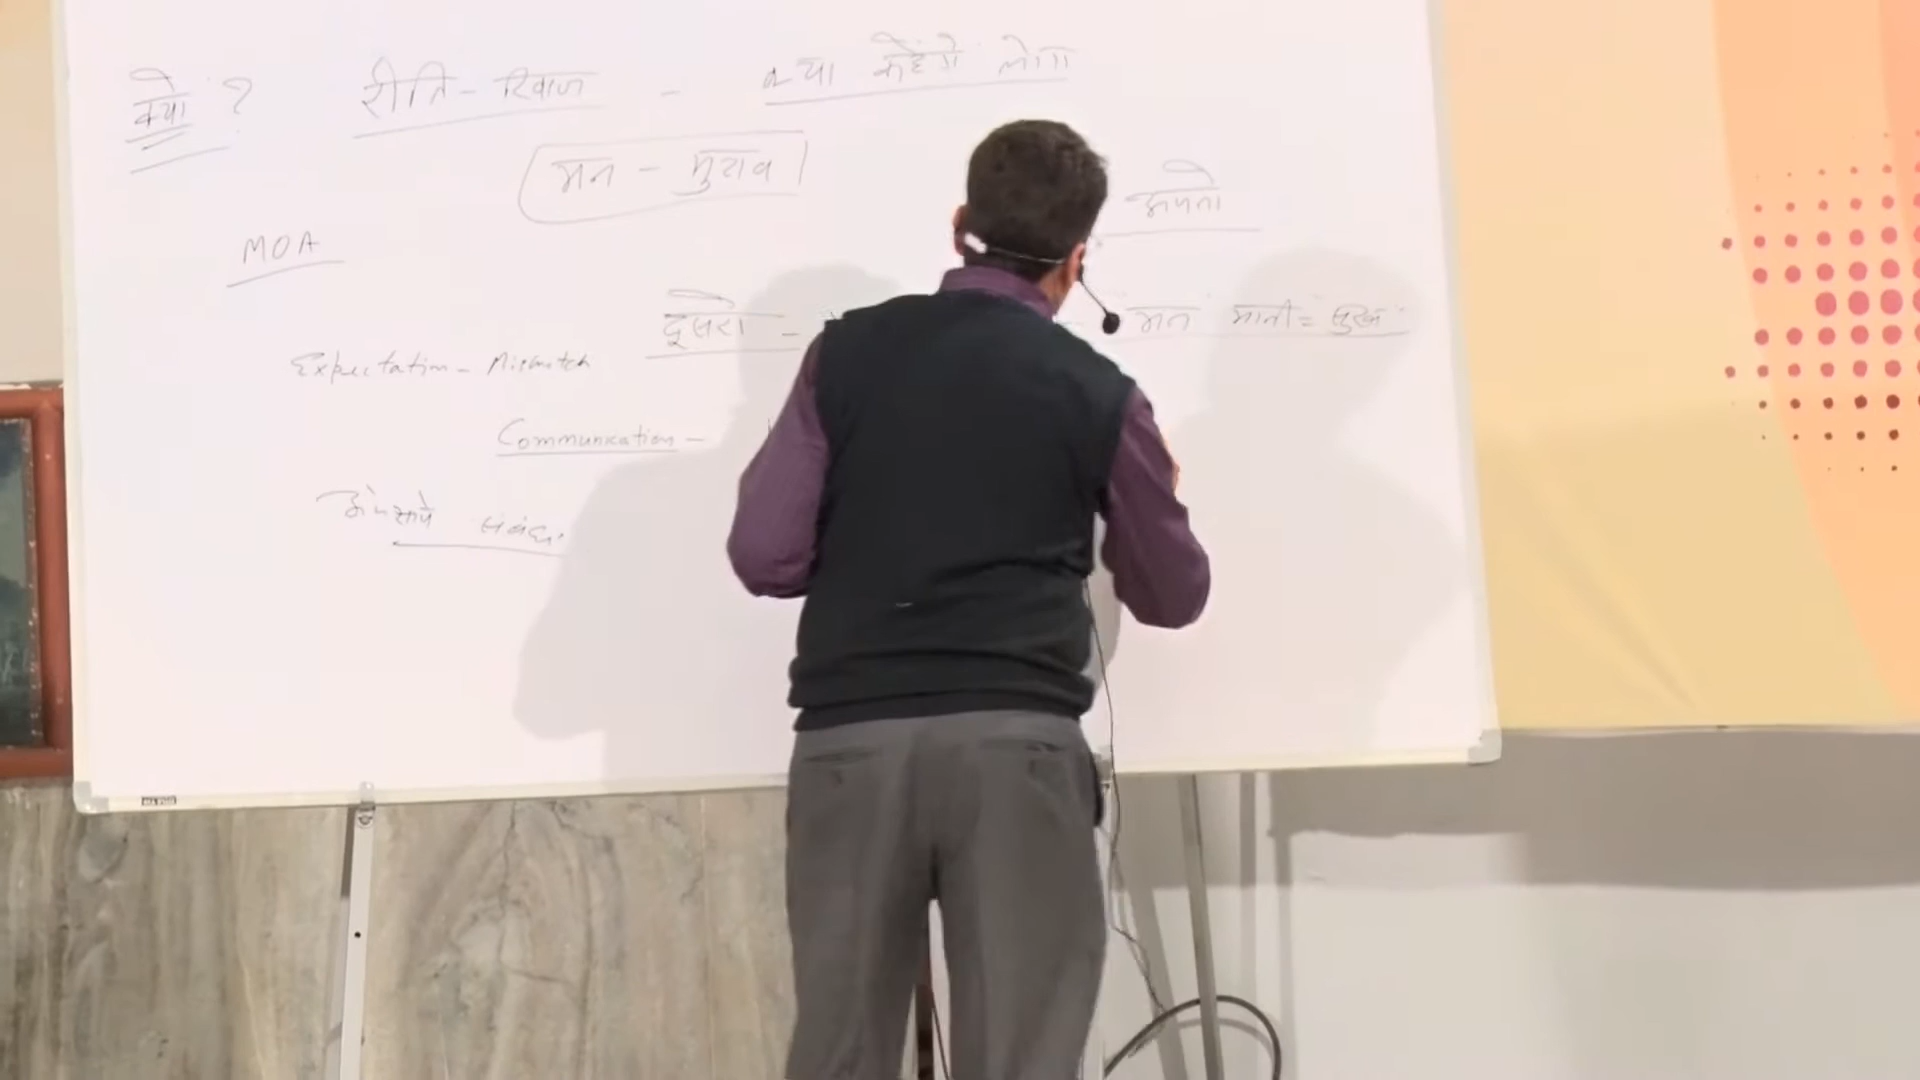 क्यों ? रीति - रिवाज - क्या कहेंगे लोग
मन - मुटाव
अपनों
MOA
दूसरों - - मन मानी = सुख
Expectation - Mismatch
Communication -
संबंध